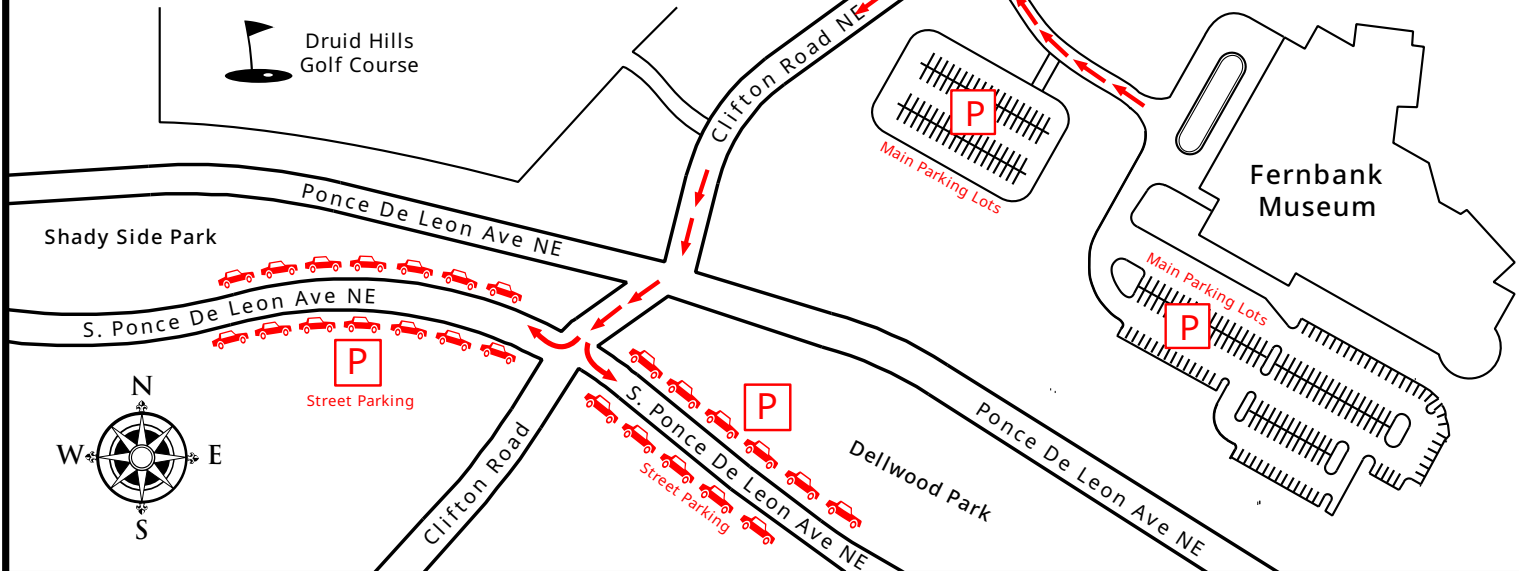 Druid Hills
Golf Course
Clifton Road NE
P
Main Parking Lots
Fernbank
Museum
Ponce De Leon Ave NE
Shady Side Park
Main Parking Lots
P
S. Ponce De Leon Ave NE
P
Street Parking
P
S. Ponce De Leon Ave NE
Street Parking
Dellwood Park
Ponce De Leon Ave NE
Clifton Road
N
W
E
S